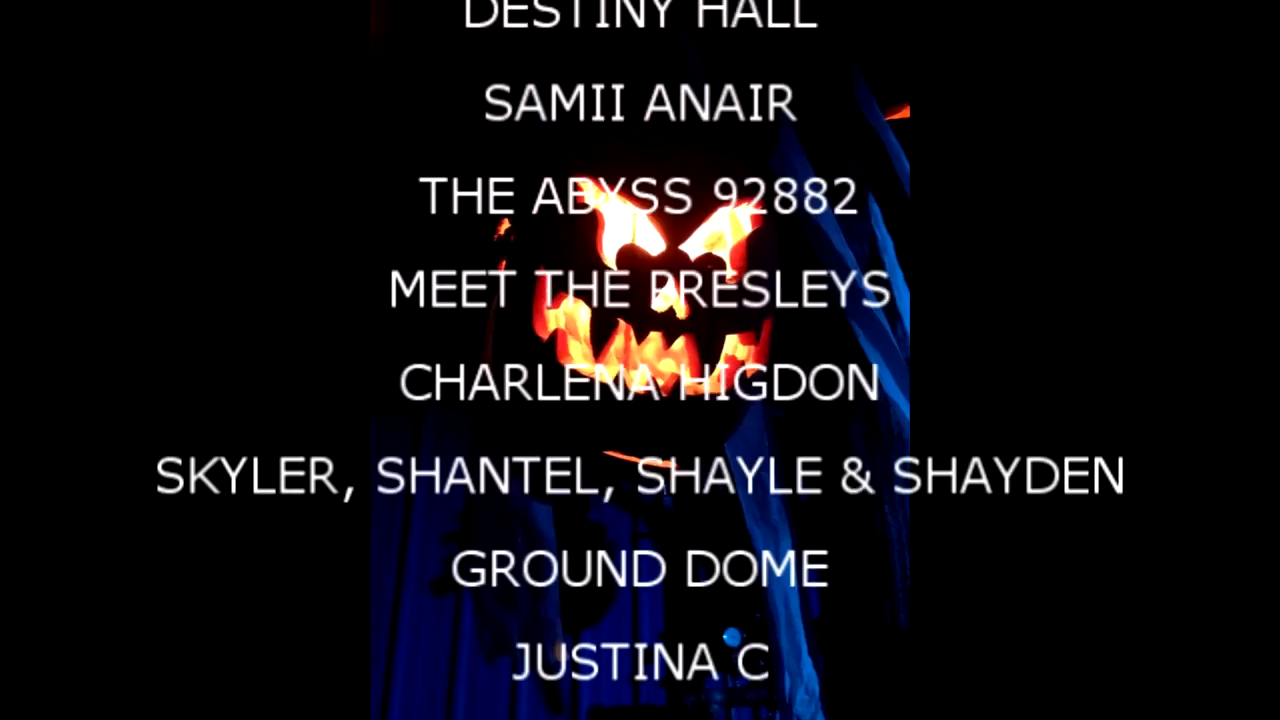 DESTINY HALL
SAMII ANAIR
THE ABYSS 92882
MEET THE PRESLEYS
CHARLENA HIGDON
SKYLER, SHANTEL, SHAYLE & SHAYDEN
GROUND DOME
JUSTINA C